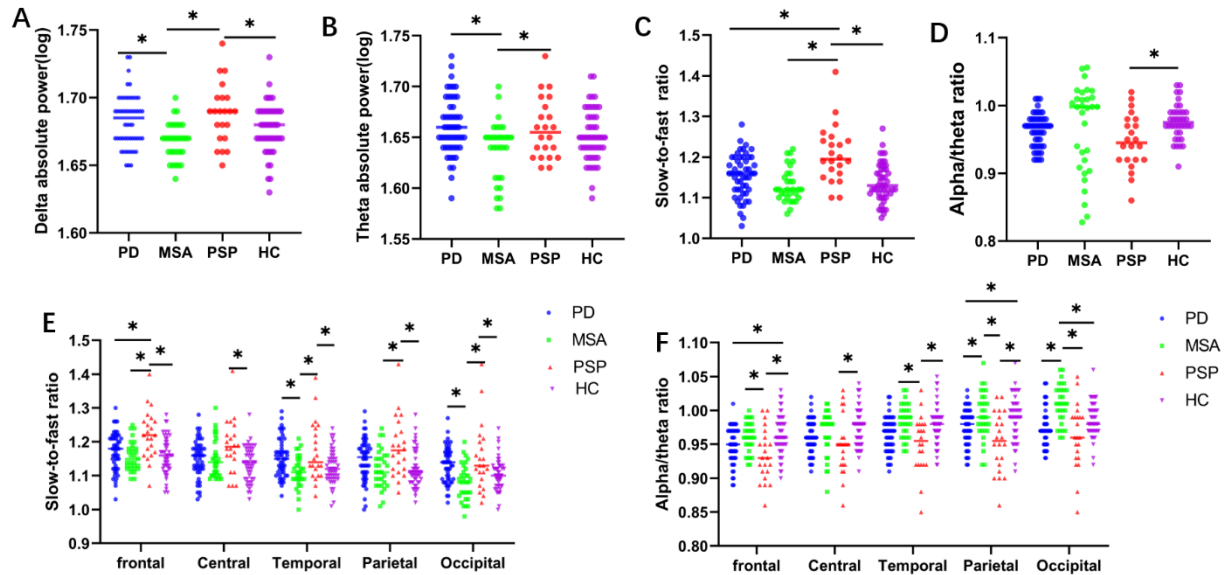 A
Delta absolute power(log)
1.75
1.70
1.65
1.60
* * *
PD MSA PSP HC
B
Theta absolute power(log)
1.75
1.70
1.65
1.60
1.55
* *
PD MSA PSP HC
C
Slow-to-fast ratio
1.5
1.4
1.3
1.2
1.1
1.0
*
* *
PD MSA PSP HC
D
Alpha/theta ratio
1.1
1.0
0.9
0.8
*
PD MSA PSP HC
E
Slow-to-fast ratio
1.5
1.4
1.3
1.2
1.1
1.0
0.9
* * * * * * * * * * * *
frontal Central Temporal Parietal Occipital
PD
MSA
PSP
HC
F
Alpha/theta ratio
1.10
1.05
1.00
0.95
0.90
0.85
0.80
* * * * * * * * * * * * *
frontal Central Temporal Parietal Occipital
PD
MSA
PSP
HC